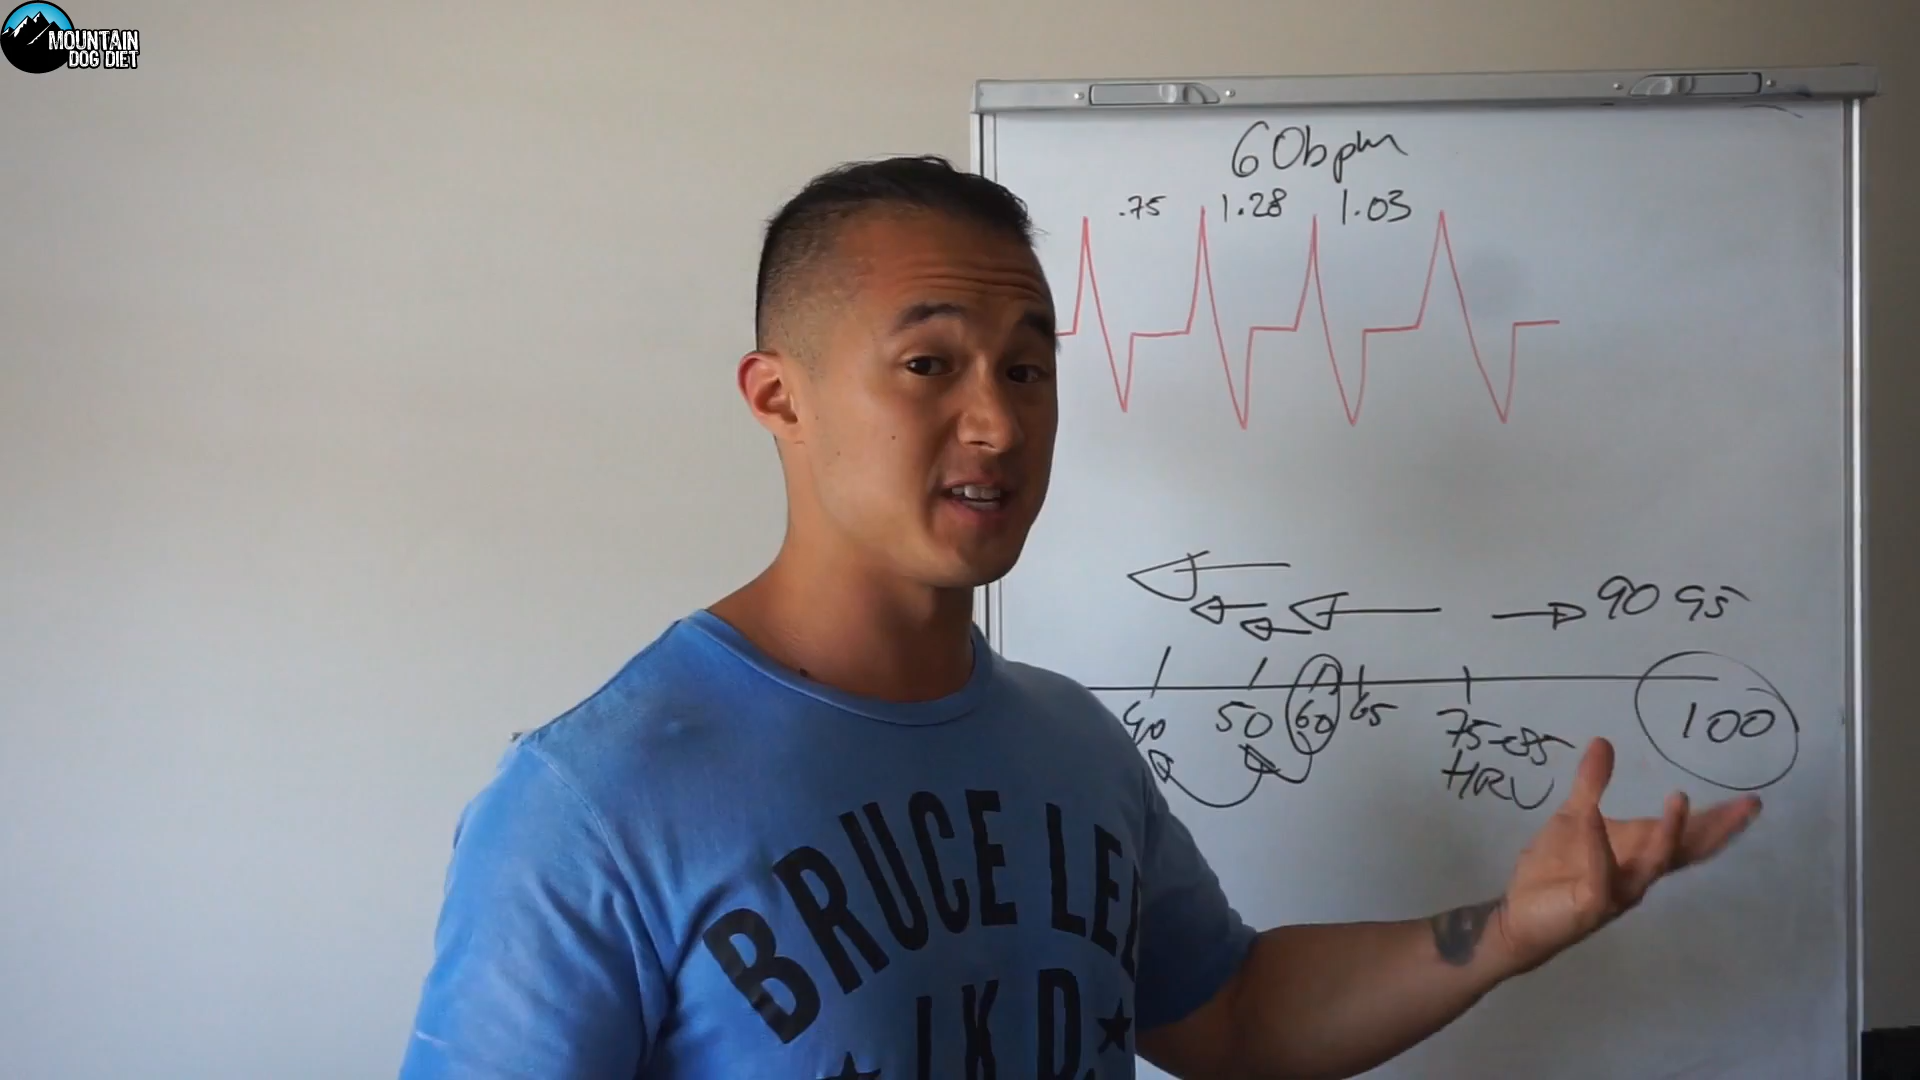 MOUNTAIN
DOG DIET
60bpm
.75 1.28 1.03
90 95
40 50 60 65 75-85 100
HRV
BRUCE LEE
JKD